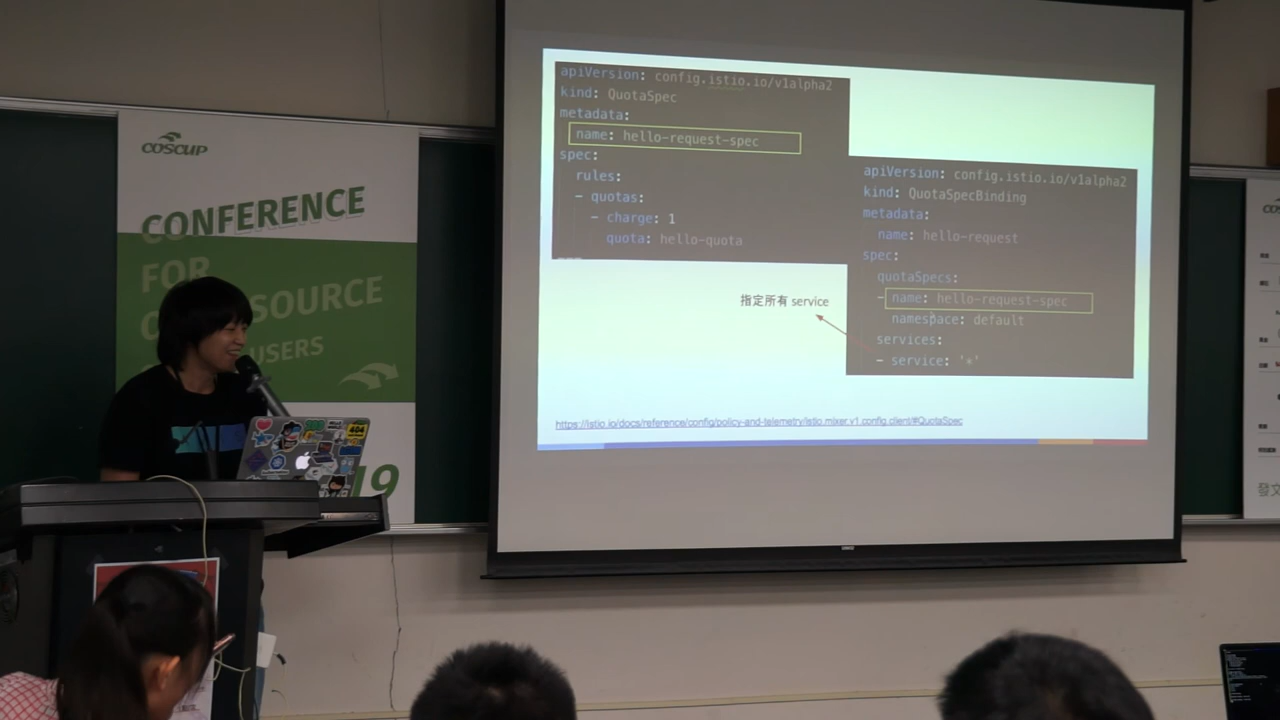 COSCUP
CONFERENCE
FOR
SOURCE
USERS
19
404
apiVersion: config.istio.io/v1alpha2
kind: QuotaSpec
metadata:
name: hello-request-spec
spec:
rules:
- quotas:
- charge: 1
quota: hello-quota
apiVersion: config.istio.io/v1alpha2
kind: QuotaSpecBinding
metadata:
name: hello-request
spec:
quotaSpecs:
- name: hello-request-spec
namespace: default
services:
- service: '*'
指定所有 service
https://istio.io/docs/reference/config/policy-and-telemetry/istio.mixer.v1.config.client/#QuotaSpec